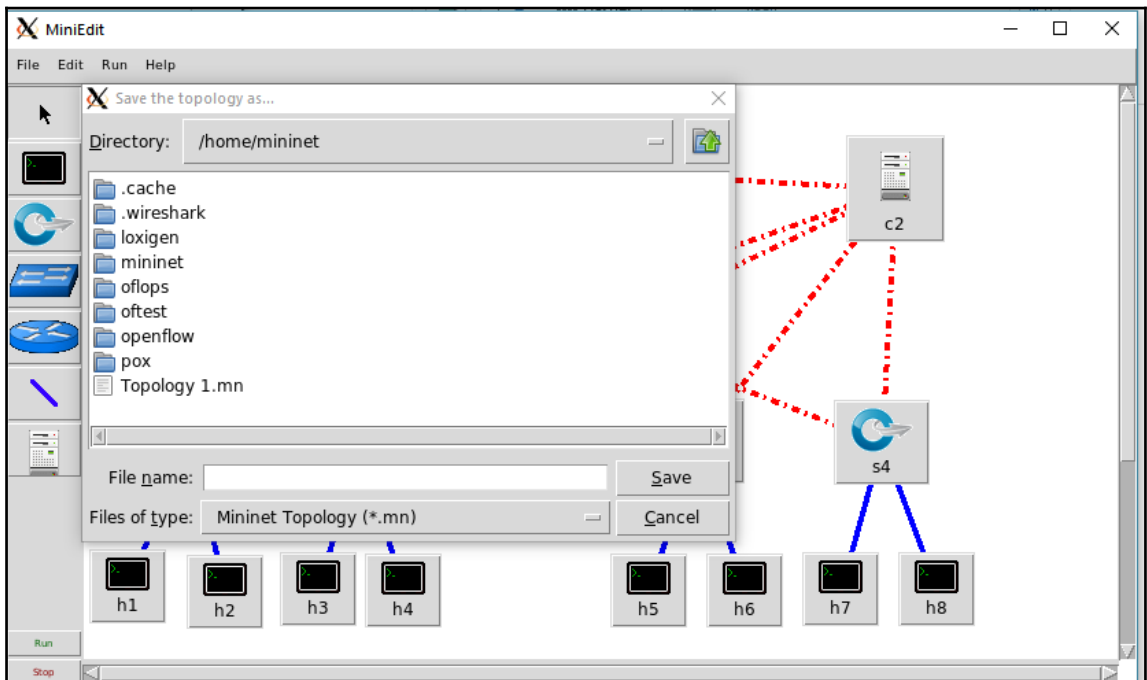 MiniEdit
File Edit Run Help
Save the topology as...
Directory: /home/mininet
.cache
.wireshark
loxigen
mininet
oflops
oftest
openflow
pox
Topology 1.mn
File name: Save
Files of type: Mininet Topology (*.mn) Cancel
c2
s4
h1 h2 h3 h4 h5 h6 h7 h8
Run
Stop